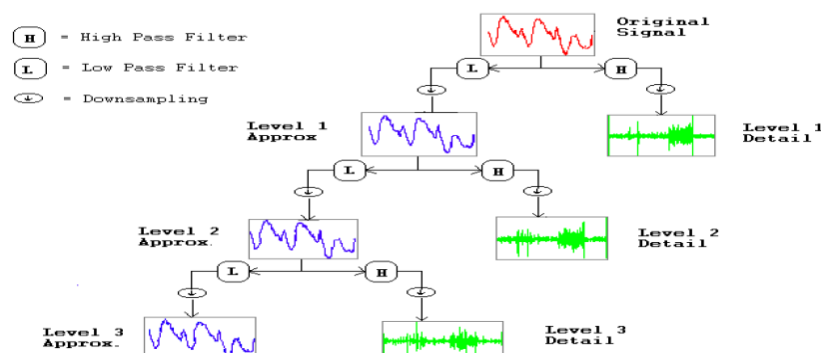 H = High Pass Filter
L = Low Pass Filter
= Downsampling
Original
Signal
L
H
Level 1
Approx
Level 1
Detail
L
H
Level 2
Approx.
Level 2
Detail
L
H
Level 3
Approx.
Level 3
Detail